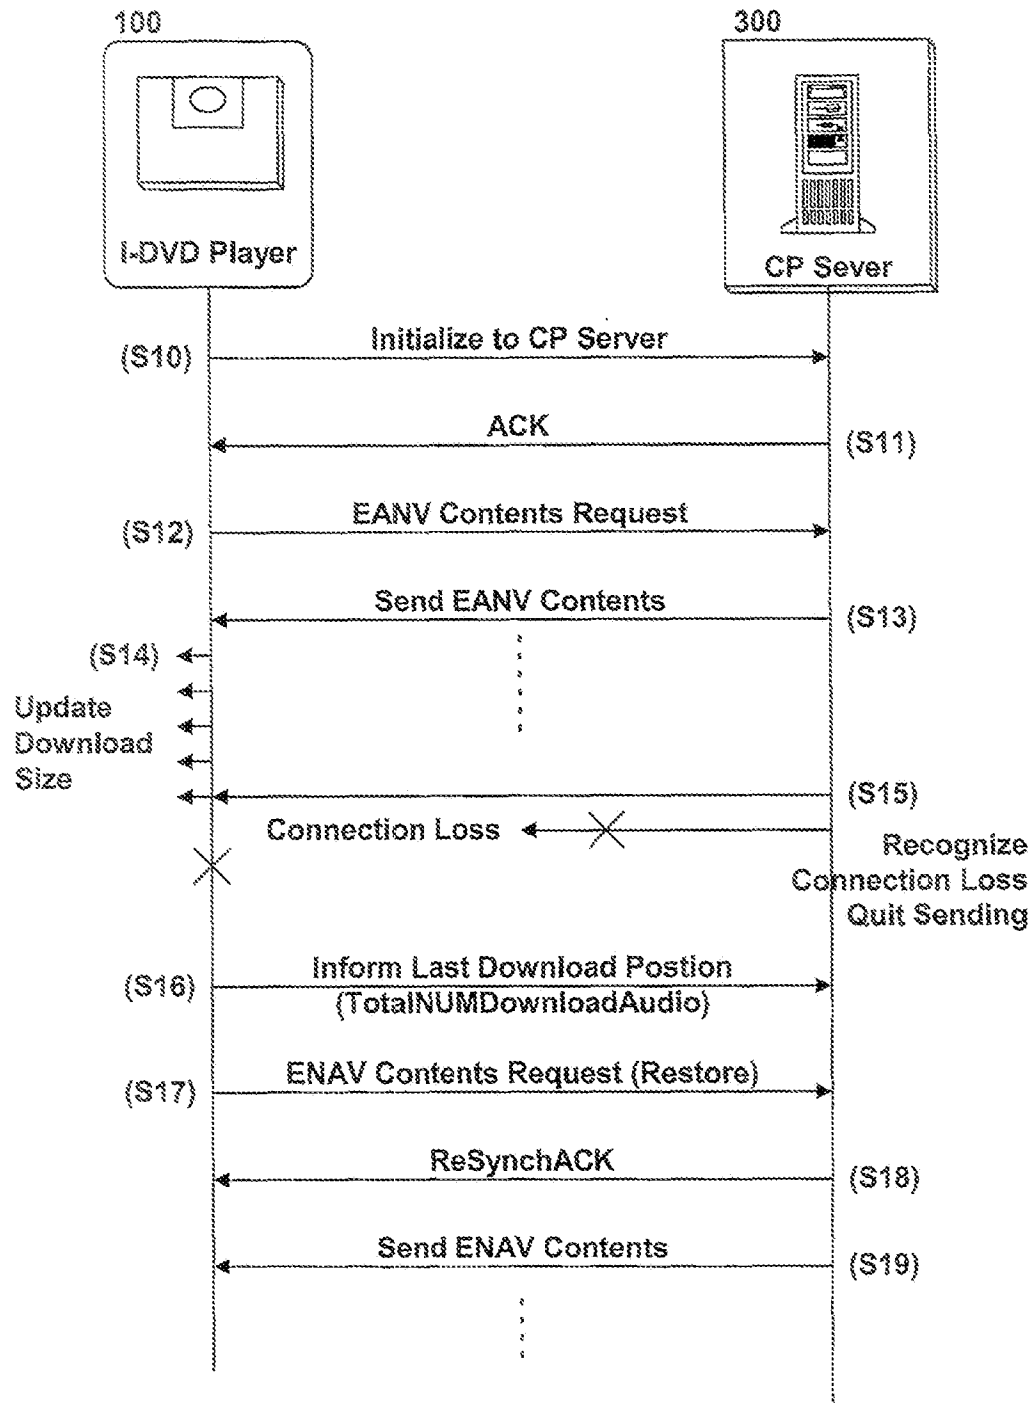 100
300
I-DVD Player
CP Sever
Initialize to CP Server
(S10)
ACK
(S11)
EANV Contents Request
(S12)
Send EANV Contents
(S13)
(S14)
Update
Download
Size
(S15)
Connection Loss
Recognize
Connection Loss
Quit Sending
Inform Last Download Postion
(S16)
(TotalNUMDownloadAudio)
ENAV Contents Request (Restore)
(S17)
ReSynchACK
(S18)
Send ENAV Contents
(S19)